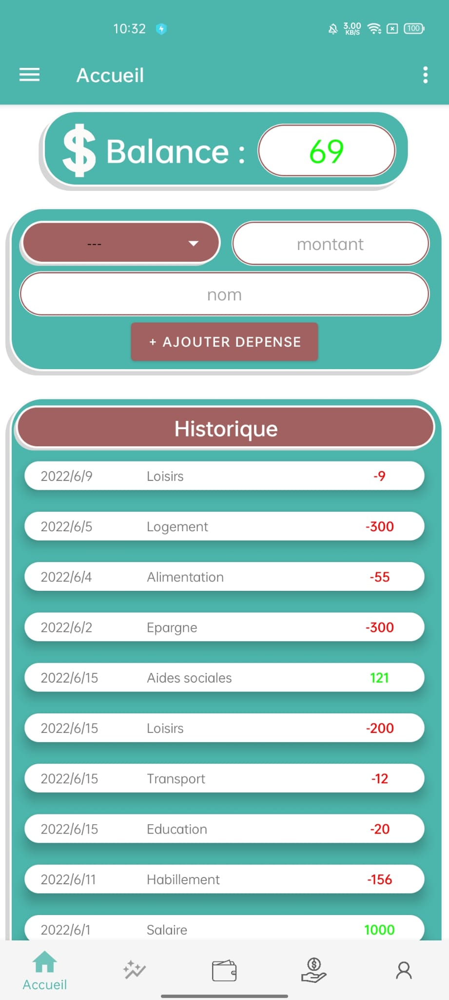 10:32 3.00 KB/S 100
Accueil
$ Balance : 69
--- montant
nom
+ AJOUTER DEPENSE
Historique
2022/6/9 Loisirs -9
2022/6/5 Logement -300
2022/6/4 Alimentation -55
2022/6/2 Epargne -300
2022/6/15 Aides sociales 121
2022/6/15 Loisirs -200
2022/6/15 Transport -12
2022/6/15 Education -20
2022/6/11 Habillement -156
2022/6/1 Salaire 1000
Accueil